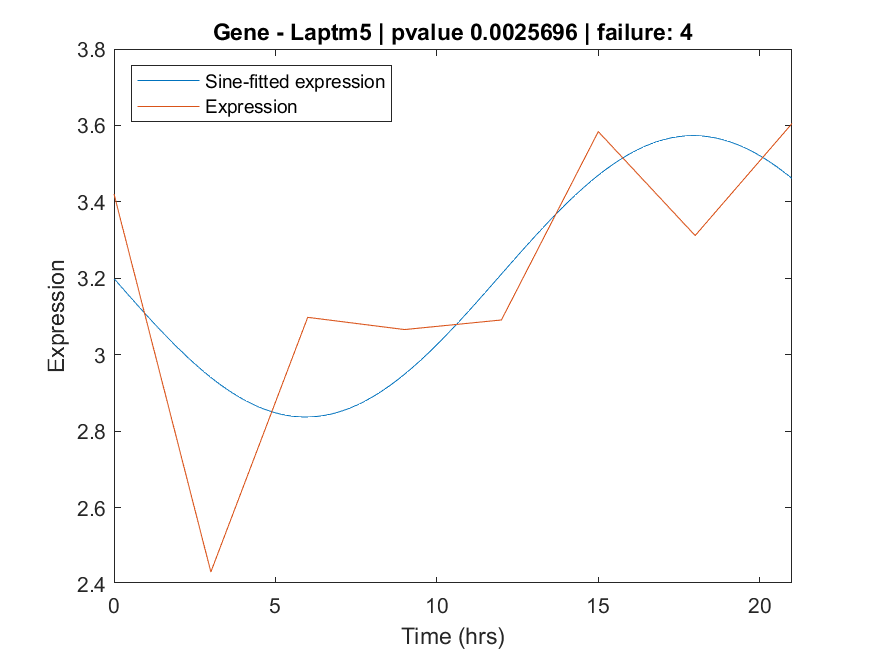 Gene - Laptm5 | pvalue 0.0025696 | failure: 4
3.8
3.6
3.4
3.2
3
2.8
2.6
2.4
Sine-fitted expression
Expression
Expression
0
5
10
15
20
Time (hrs)